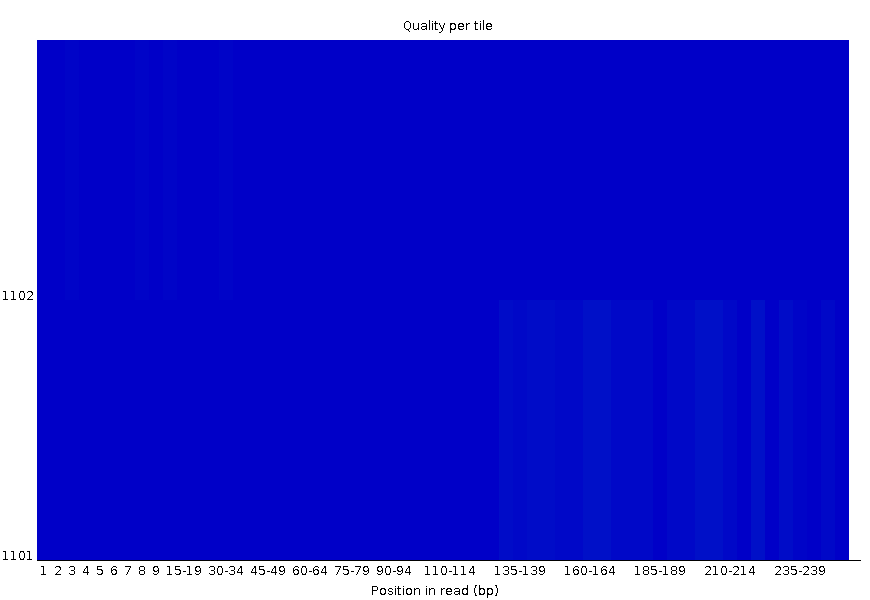 Quality per tile
1102
1101
1 2 3 4 5 6 7 8 9 15-19 30-34 45-49 60-64 75-79 90-94 110-114 135-139 160-164 185-189 210-214 235-239
Position in read (bp)